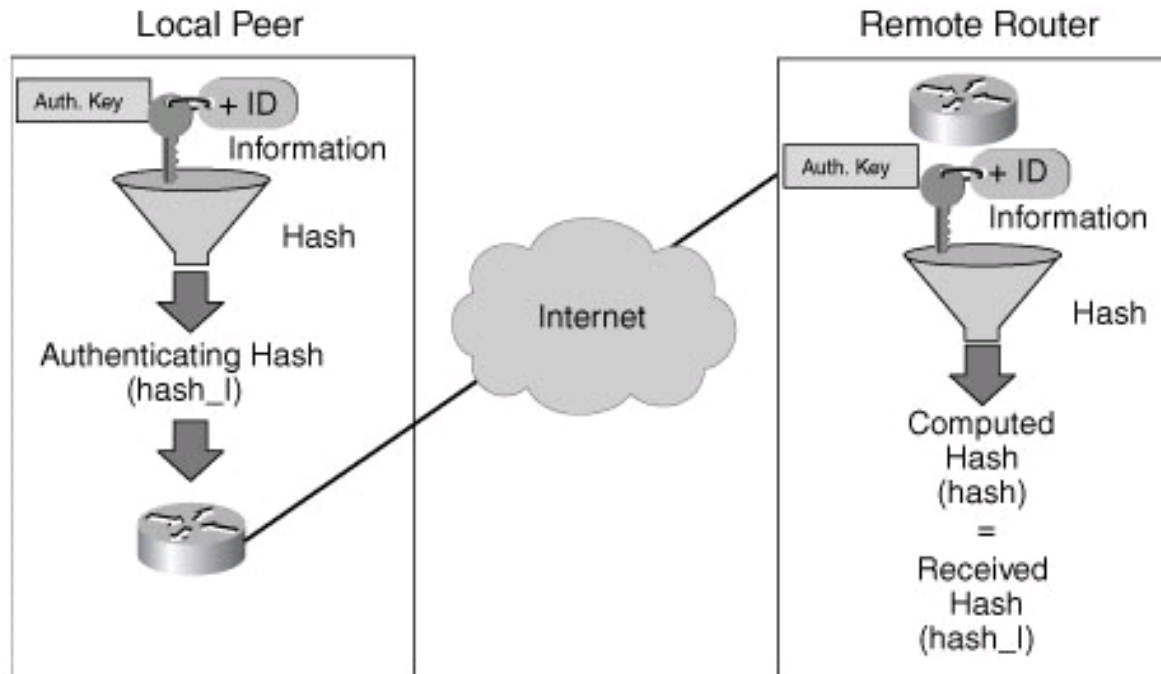 Local Peer
Auth. Key
+ ID
Information
Hash
Authenticating Hash
(hash_I)
Internet
Remote Router
Auth. Key
+ ID
Information
Hash
Computed
Hash
(hash)
=
Received
Hash
(hash_I)